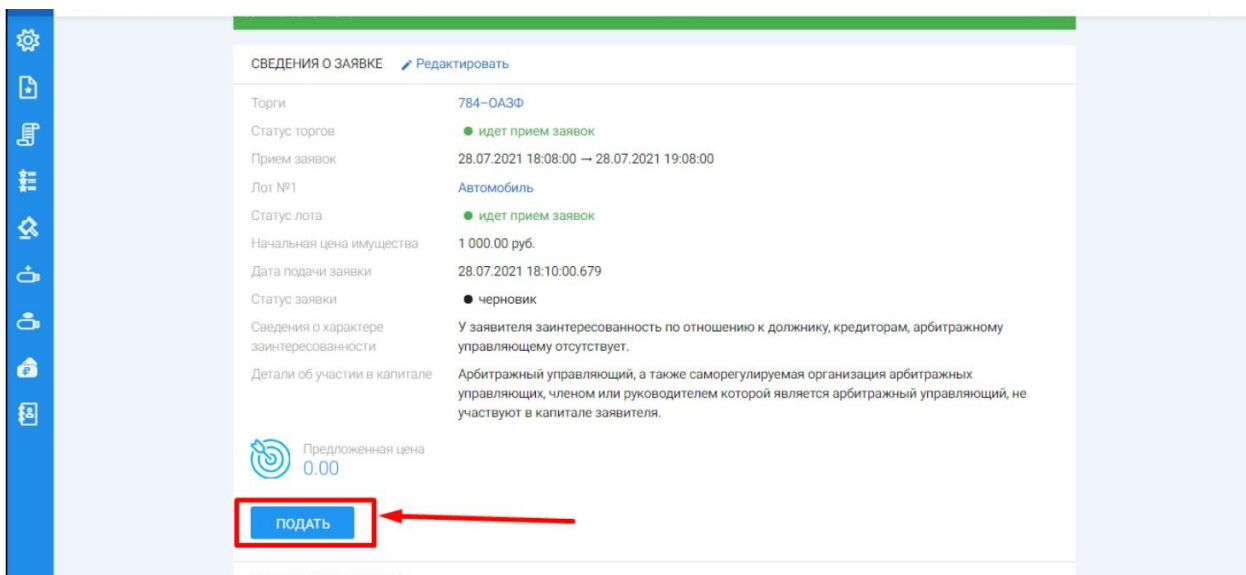 СВЕДЕНИЯ О ЗАЯВКЕ Редактировать
Торги 784-ОАЗФ
Статус торгов идет прием заявок
Прием заявок 28.07.2021 18:08:00 → 28.07.2021 19:08:00
Лот №1 Автомобиль
Статус лота идет прием заявок
Начальная цена имущества 1 000.00 руб.
Дата подачи заявки 28.07.2021 18:10:00.679
Статус заявки черновик
Сведения о характере У заявителя заинтересованность по отношению к должнику, кредиторам, арбитражному
заинтересованности управляющему отсутствует.
Детали об участии в капитале Арбитражный управляющий, а также саморегулируемая организация арбитражных
управляющих, членом или руководителем которой является арбитражный управляющий, не
участвуют в капитале заявителя.
Предложенная цена
0.00
ПОДАТЬ